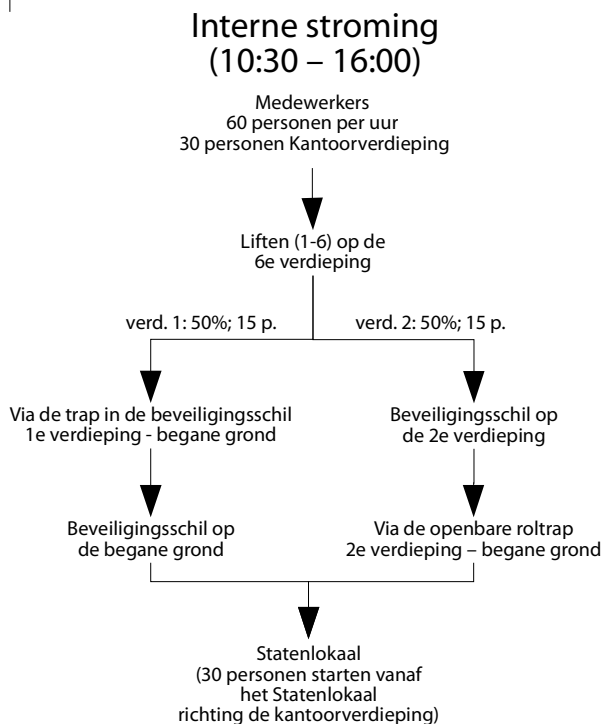 Interne stroming
(10:30 – 16:00)
Medewerkers
60 personen per uur
30 personen Kantoorverdieping
Liften (1-6) op de
6e verdieping
verd. 1: 50%; 15 p.
verd. 2: 50%; 15 p.
Via de trap in de beveiligingsschil
1e verdieping - begane grond
Beveiligingsschil op
de 2e verdieping
Beveiligingsschil op
de begane grond
Via de openbare roltrap
2e verdieping – begane grond
Statenlokaal
(30 personen starten vanaf
het Statenlokaal
richting de kantoorverdieping)